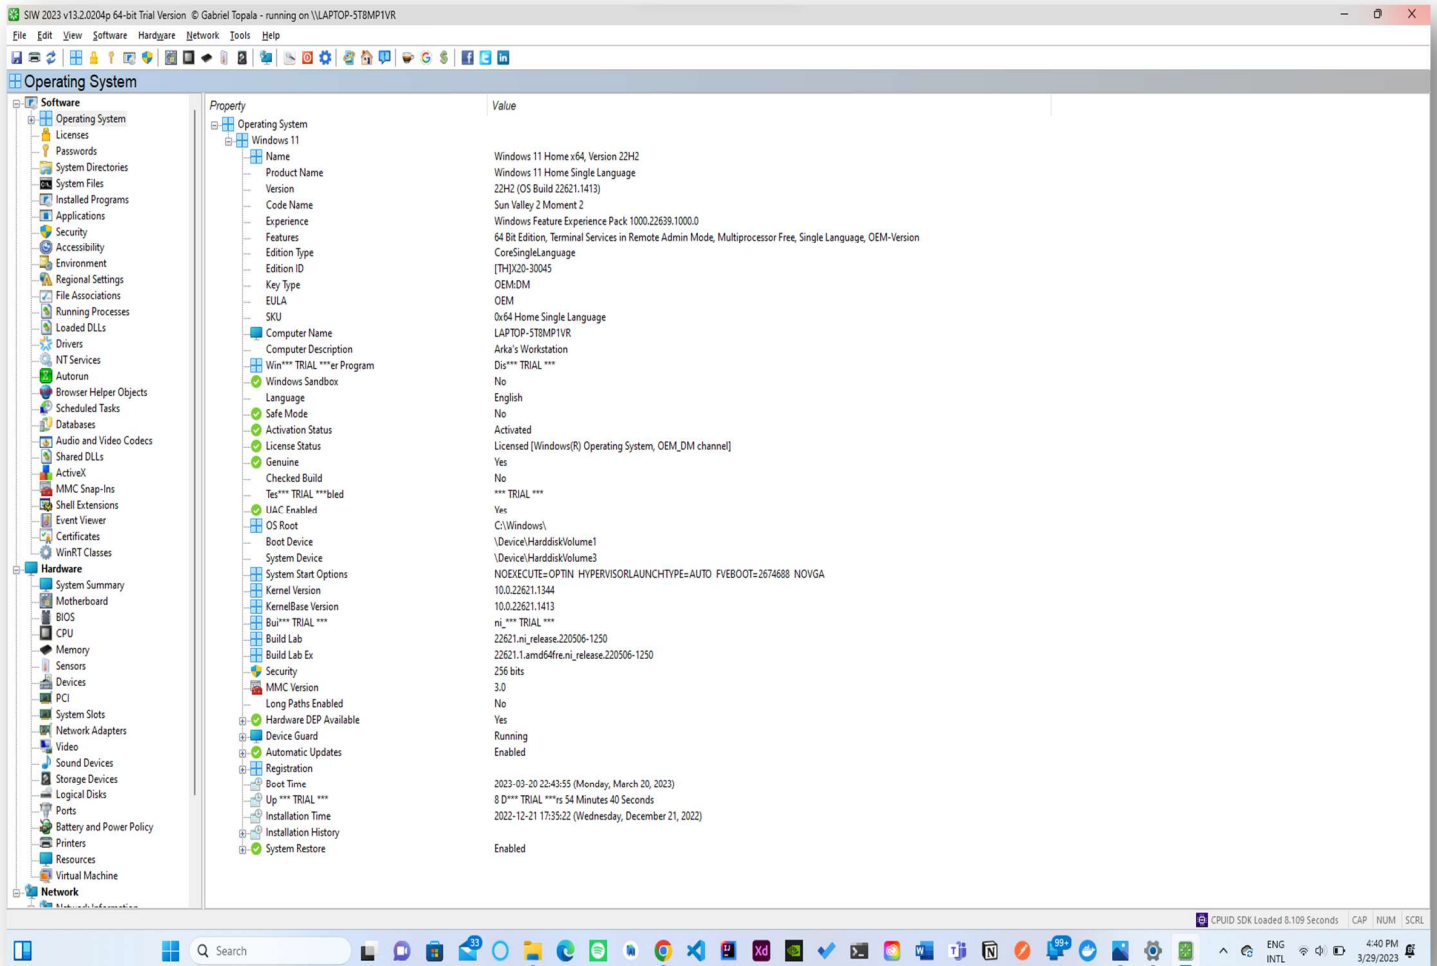 SIW 2023 v13.2.0204p 64-bit Trial Version © Gabriel Topala - running on \\LAPTOP-5T8MP1VR
File Edit View Software Hardware Network Tools Help
Operating System
Software
Operating System
Licenses
Passwords
System Directories
System Files
Installed Programs
Applications
Security
Accessibility
Environment
Regional Settings
File Associations
Running Processes
Loaded DLLs
Drivers
NT Services
Autorun
Browser Helper Objects
Scheduled Tasks
Databases
Audio and Video Codecs
Shared DLLs
ActiveX
MMC Snap-Ins
Shell Extensions
Event Viewer
Certificates
WinRT Classes
Hardware
System Summary
Motherboard
BIOS
CPU
Memory
Sensors
Devices
PCI
System Slots
Network Adapters
Video
Sound Devices
Storage Devices
Logical Disks
Ports
Battery and Power Policy
Printers
Resources
Virtual Machine
Network
Network Information
Property Value
Operating System
Windows 11
Name Windows 11 Home x64, Version 22H2
Product Name Windows 11 Home Single Language
Version 22H2 (OS Build 22621.1413)
Code Name Sun Valley 2 Moment 2
Experience Windows Feature Experience Pack 1000.22639.1000.0
Features 64 Bit Edition, Terminal Services in Remote Admin Mode, Multiprocessor Free, Single Language, OEM-Version
Edition Type CoreSingleLanguage
Edition ID [TH]X20-30045
Key Type OEM:DM
EULA OEM
SKU 0x64 Home Single Language
Computer Name LAPTOP-5T8MP1VR
Computer Description Arka's Workstation
Win*** TRIAL ***er Program Dis*** TRIAL ***
Windows Sandbox No
Language English
Safe Mode No
Activation Status Activated
License Status Licensed [Windows(R) Operating System, OEM_DM channel]
Genuine Yes
Checked Build No
Tes*** TRIAL ***bled *** TRIAL ***
UAC Enabled Yes
OS Root C:\Windows\
Boot Device \Device\HarddiskVolume1
System Device \Device\HarddiskVolume3
System Start Options NOEXECUTE=OPTIN HYPERVISORLAUNCHTYPE=AUTO FVEBOOT=2674688 NOVGA
Kernel Version 10.0.22621.1344
KernelBase Version 10.0.22621.1413
Bui*** TRIAL *** ni_*** TRIAL ***
Build Lab 22621.ni_release.220506-1250
Build Lab Ex 22621.1.amd64fre.ni_release.220506-1250
Security 256 bits
MMC Version 3.0
Long Paths Enabled No
Hardware DEP Available Yes
Device Guard Running
Automatic Updates Enabled
Registration
Boot Time 2023-03-20 22:43:55 (Monday, March 20, 2023)
Up *** TRIAL *** 8 D*** TRIAL ***rs 54 Minutes 40 Seconds
Installation Time 2022-12-21 17:35:22 (Wednesday, December 21, 2022)
Installation History
System Restore Enabled
CPUID SDK Loaded 8.109 Seconds CAP NUM SCRL
Search 33 99+ ENG 4:40 PM
INTL 3/29/2023